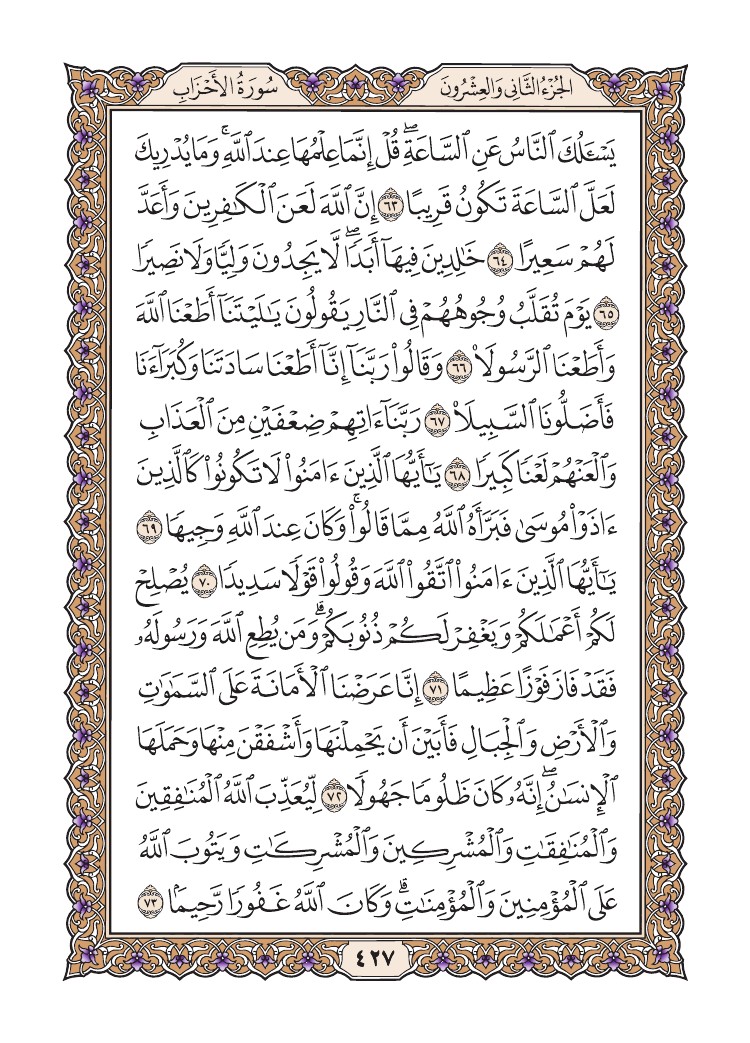 الجُزْءُ الثَّانِي وَالعِشْرُونَ
سُورَةُ الأَحْزَابِ
يَسْـَٔلُكَ ٱلنَّاسُ عَنِ ٱلسَّاعَةِۖ قُلْ إِنَّمَا عِلْمُهَا عِندَ ٱللَّهِۚ وَمَا يُدْرِيكَ
لَعَلَّ ٱلسَّاعَةَ تَكُونُ قَرِيبًا ٦٣ إِنَّ ٱللَّهَ لَعَنَ ٱلْكَٰفِرِينَ وَأَعَدَّ
لَهُمْ سَعِيرًا ٦٤ خَٰلِدِينَ فِيهَآ أَبَدًاۖ لَّا يَجِدُونَ وَلِيًّا وَلَا نَصِيرًا
٦٥ يَوْمَ تُقَلَّبُ وُجُوهُهُمْ فِي ٱلنَّارِ يَقُولُونَ يَٰلَيْتَنَآ أَطَعْنَا ٱللَّهَ
وَأَطَعْنَا ٱلرَّسُولَا۠ ٦٦ وَقَالُوا۟ رَبَّنَآ إِنَّآ أَطَعْنَا سَادَتَنَا وَكُبَرَآءَنَا
فَأَضَلُّونَا ٱلسَّبِيلَا۠ ٦٧ رَبَّنَآ ءَاتِهِمْ ضِعْفَيْنِ مِنَ ٱلْعَذَابِ
وَٱلْعَنْهُمْ لَعْنًا كَبِيرًا ٦٨ يَٰٓأَيُّهَا ٱلَّذِينَ ءَامَنُوا۟ لَا تَكُونُوا۟ كَٱلَّذِينَ
ءَاذَوْا۟ مُوسَىٰ فَبَرَّأَهُ ٱللَّهُ مِمَّا قَالُوا۟ۚ وَكَانَ عِندَ ٱللَّهِ وَجِيهًا ٦٩
يَٰٓأَيُّهَا ٱلَّذِينَ ءَامَنُوا۟ ٱتَّقُوا۟ ٱللَّهَ وَقُولُوا۟ قَوْلًا سَدِيدًا ٧٠ يُصْلِحْ
لَكُمْ أَعْمَٰلَكُمْ وَيَغْفِرْ لَكُمْ ذُنُوبَكُمْۗ وَمَن يُطِعِ ٱللَّهَ وَرَسُولَهُۥ
فَقَدْ فَازَ فَوْزًا عَظِيمًا ٧١ إِنَّا عَرَضْنَا ٱلْأَمَانَةَ عَلَى ٱلسَّمَٰوَٰتِ
وَٱلْأَرْضِ وَٱلْجِبَالِ فَأَبَيْنَ أَن يَحْمِلْنَهَا وَأَشْفَقْنَ مِنْهَا وَحَمَلَهَا
ٱلْإِنسَٰنُۖ إِنَّهُۥ كَانَ ظَلُومًا جَهُولًا ٧٢ لِّيُعَذِّبَ ٱللَّهُ ٱلْمُنَٰفِقِينَ
وَٱلْمُنَٰفِقَٰتِ وَٱلْمُشْرِكِينَ وَٱلْمُشْرِكَٰتِ وَيَتُوبَ ٱللَّهُ
عَلَى ٱلْمُؤْمِنِينَ وَٱلْمُؤْمِنَٰتِۗ وَكَانَ ٱللَّهُ غَفُورًا رَّحِيمًۢا ٧٣
٤٢٧